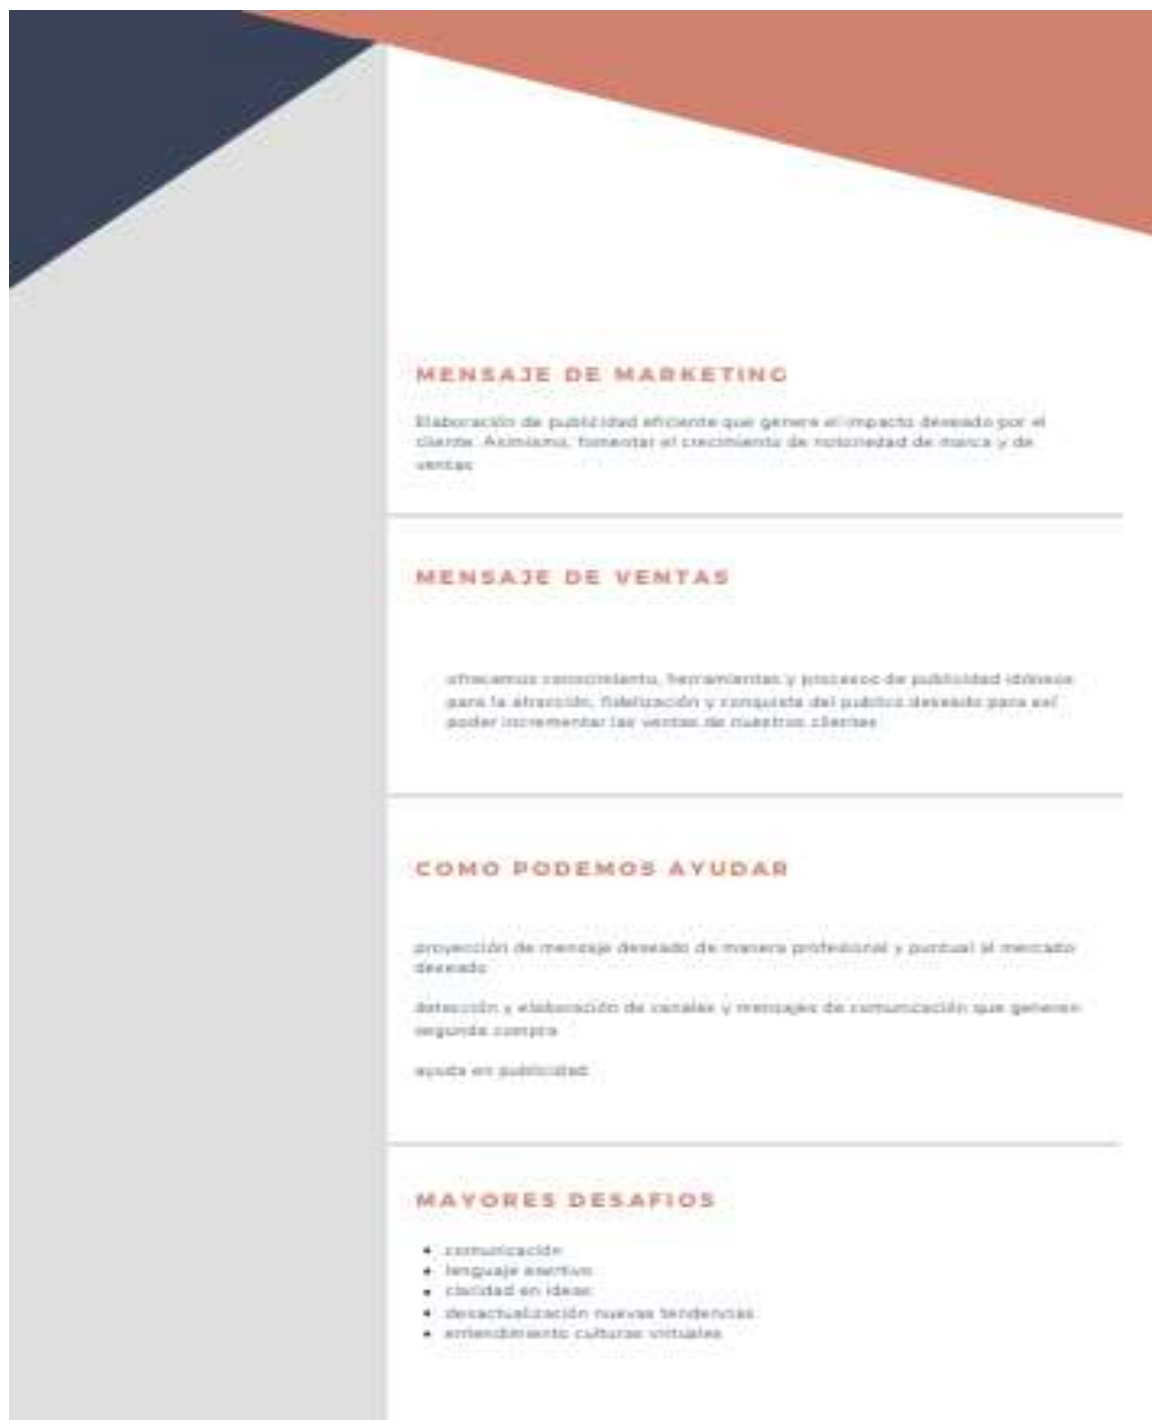 MENSAJE DE MARKETING
Elaboración de publicidad eficiente que genere el impacto deseado por el
cliente. Asimismo, fomentar el crecimiento de notoriedad de marca y de
ventas
MENSAJE DE VENTAS
ofrecemos conocimiento, herramientas y procesos de publicidad idóneos
para la atracción, fidelización y conquista del publico deseado para así
poder incrementar las ventas de nuestros clientes
COMO PODEMOS AYUDAR
proyección de mensaje deseado de manera profesional y puntual al mercado
deseado
detección y elaboración de canales y mensajes de comunicación que generen
segunda compra
ayuda en publicidad
MAYORES DESAFIOS
• comunicación
• lenguaje asertivo
• claridad en ideas
• desactualización nuevas tendencias
• entendimiento culturas virtuales